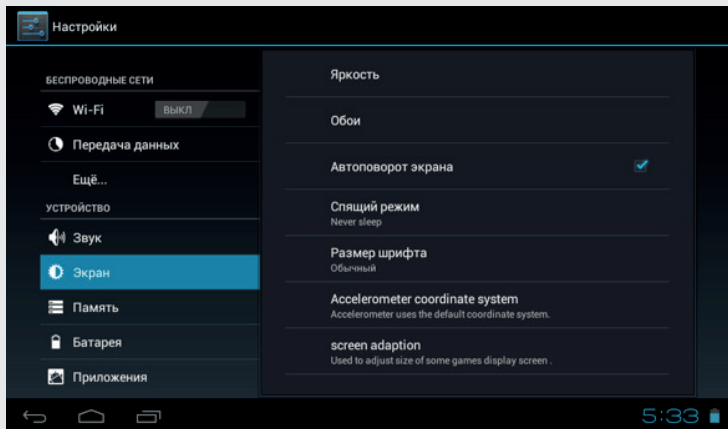 Настройки
БЕСПРОВОДНЫЕ СЕТИ
Wi-Fi
ВЫКЛ
Передача данных
Ещё...
УСТРОЙСТВО
Звук
Экран
Память
Батарея
Приложения
Яркость
Обои
Автоповорот экрана
Спящий режим
Never sleep
Размер шрифта
Обычный
Accelerometer coordinate system
Accelerometer uses the default coordinate system.
screen adaption
Used to adjust size of some games display screen .
5:33